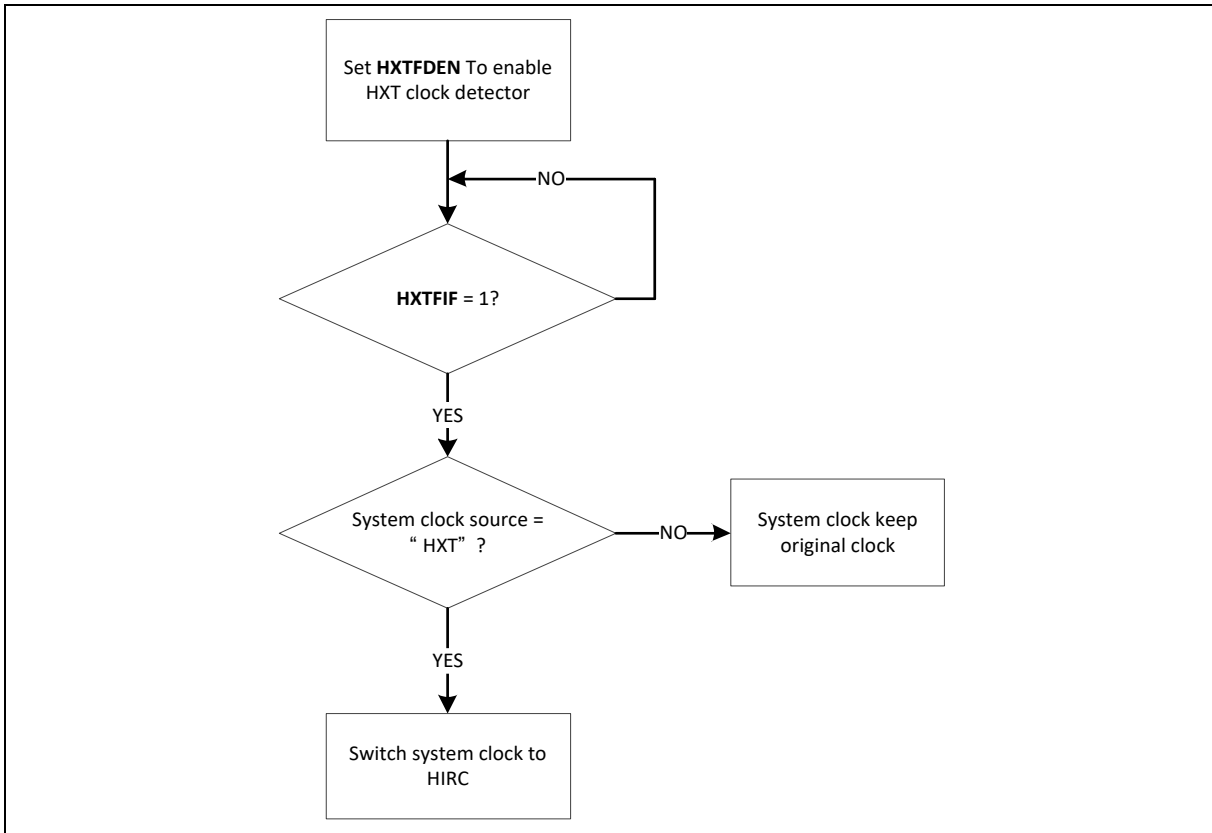 Set HXTFDEN To enable
HXT clock detector
NO
HXTFIF = 1?
YES
System clock source =
“ HXT” ?
NO
System clock keep
original clock
YES
Switch system clock to
HIRC